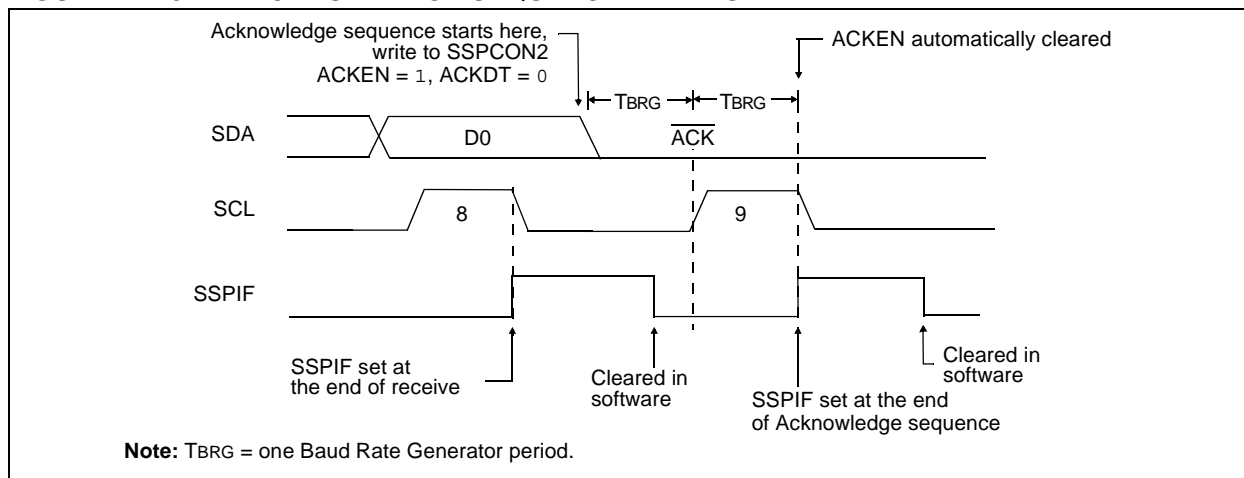 Acknowledge sequence starts here,
write to SSPCON2
ACKEN = 1, ACKDT = 0
ACKEN automatically cleared
TBRG
TBRG
SDA
D0
ACK
SCL
8
9
SSPIF
SSPIF set at
the end of receive
Cleared in
software
SSPIF set at the end
of Acknowledge sequence
Cleared in
software
Note: TBRG = one Baud Rate Generator period.